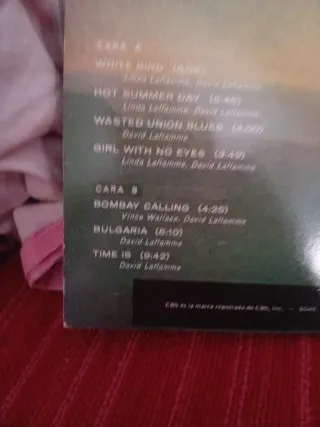 CARA A
WHITE BIRD (6:06)
Linda Laflamme, David Laflamme
HOT SUMMER DAY (5:46)
Linda Laflamme, David Laflamme
WASTED UNION BLUES (4:00)
David Laflamme
GIRL WITH NO EYES (3:49)
Linda Laflamme, David Laflamme
CARA B
BOMBAY CALLING (4:25)
Vince Wallace, David Laflamme
BULGARIA (6:10)
David Laflamme
TIME IS (9:42)
David Laflamme
CBS es la marca registrada de CBS, Inc. —